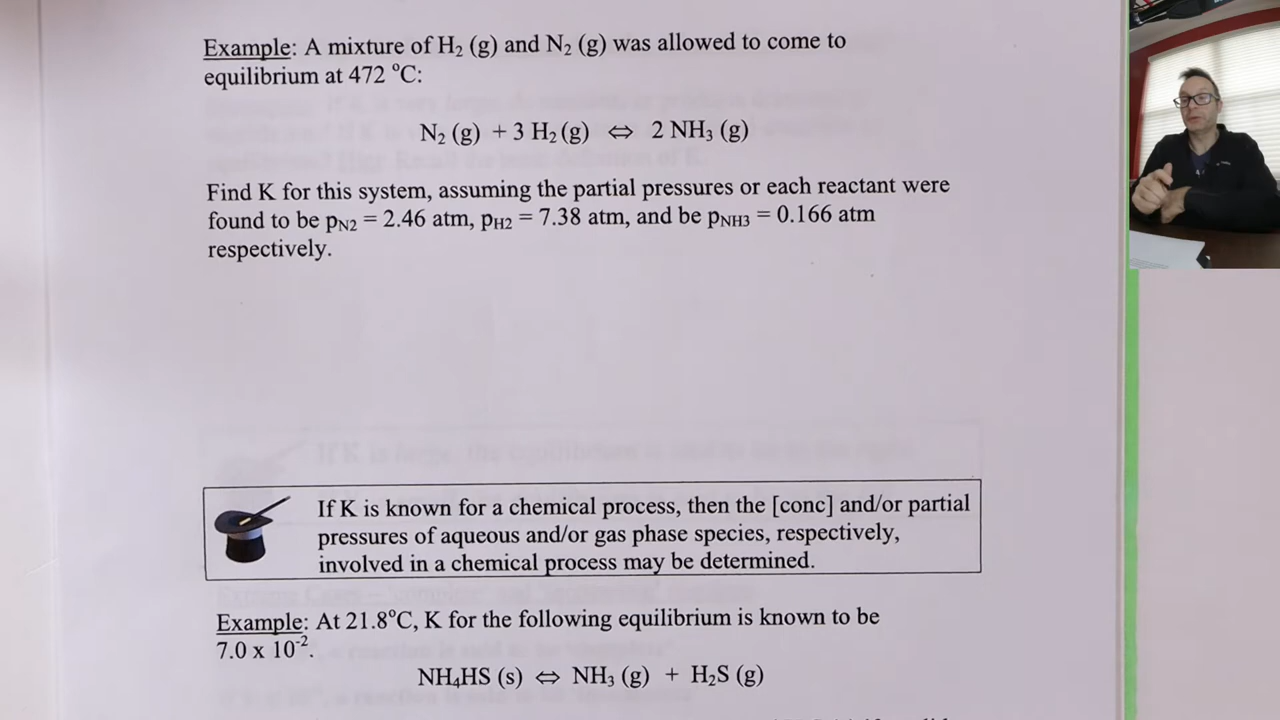 Example: A mixture of H₂ (g) and N₂ (g) was allowed to come to
equilibrium at 472 °C:
N₂ (g) + 3 H₂ (g) ⇔ 2 NH₃ (g)
Find K for this system, assuming the partial pressures or each reactant were
found to be pN2 = 2.46 atm, pH2 = 7.38 atm, and be pNH3 = 0.166 atm
respectively.
If K is known for a chemical process, then the [conc] and/or partial
pressures of aqueous and/or gas phase species, respectively,
involved in a chemical process may be determined.
Example: At 21.8°C, K for the following equilibrium is known to be
7.0 x 10⁻².
NH₄HS (s) ⇔ NH₃ (g) + H₂S (g)